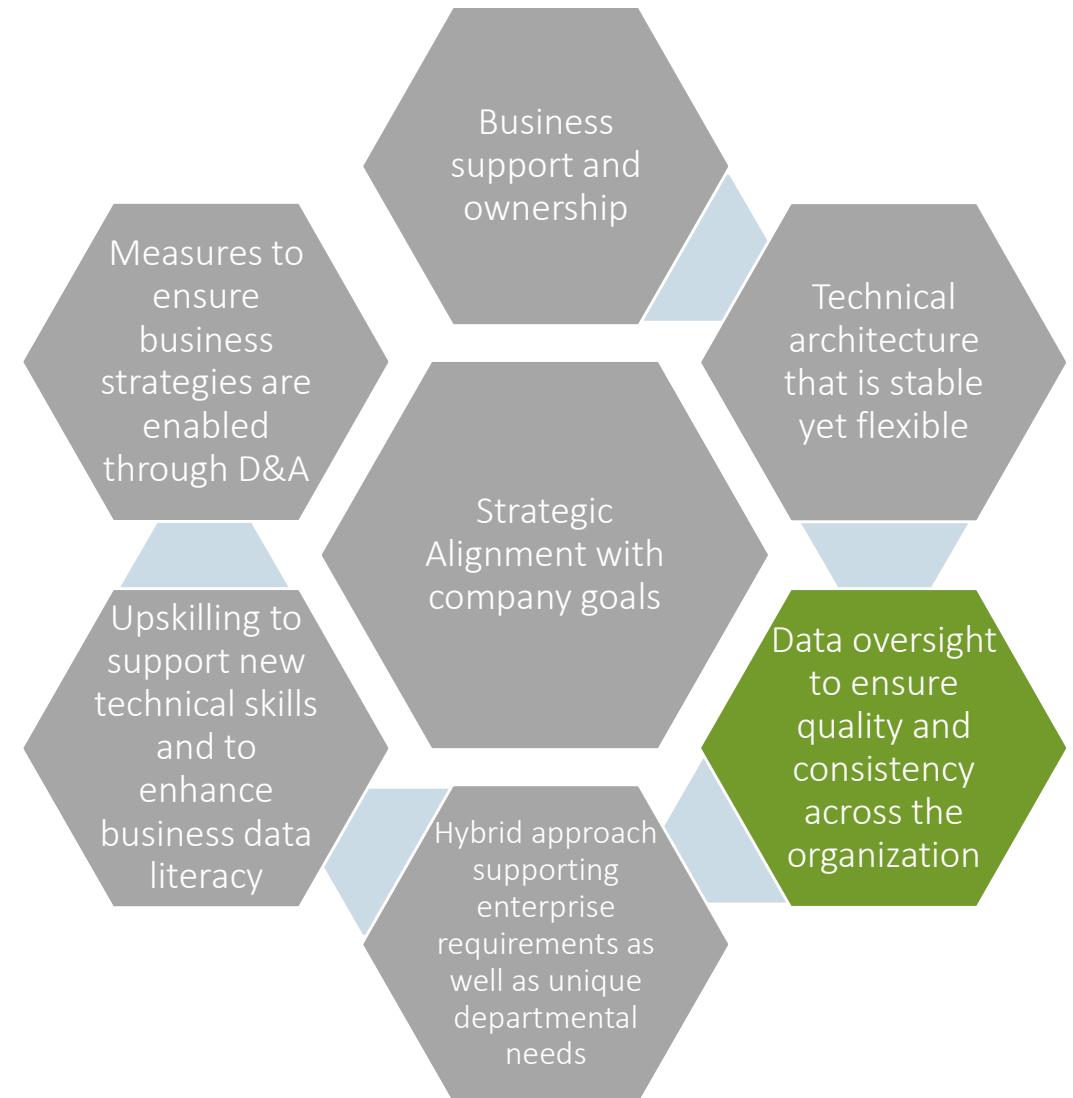 Business
support and
ownership
Technical
architecture
that is stable
yet flexible
Data oversight
to ensure
quality and
consistency
across the
organization
Hybrid approach
supporting
enterprise
requirements as
well as unique
departmental
needs
Upskilling to
support new
technical skills
and to
enhance
business data
literacy
Measures to
ensure
business
strategies are
enabled
through D&A
Strategic
Alignment with
company goals